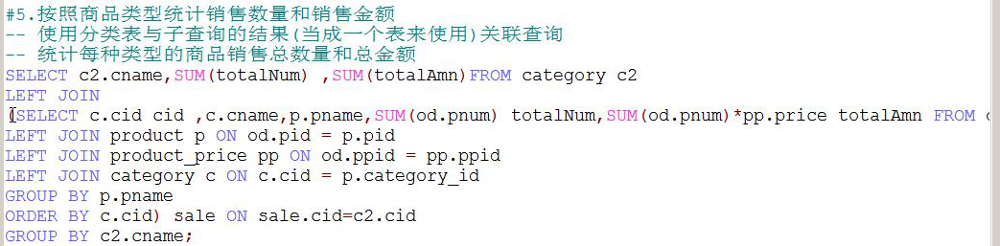 #5.按照商品类型统计销售数量和销售金额
-- 使用分类表与子查询的结果(当成一个表来使用)关联查询
-- 统计每种类型的商品销售总数量和总金额
SELECT c2.cname,SUM(totalNum) ,SUM(totalAmn)FROM category c2
LEFT JOIN
(SELECT c.cid cid ,c.cname,p.pname,SUM(od.pnum) totalNum,SUM(od.pnum)*pp.price totalAmn FROM
LEFT JOIN product p ON od.pid = p.pid
LEFT JOIN product_price pp ON od.ppid = pp.ppid
LEFT JOIN category c ON c.cid = p.category_id
GROUP BY p.pname
ORDER BY c.cid) sale ON sale.cid=c2.cid
GROUP BY c2.cname;